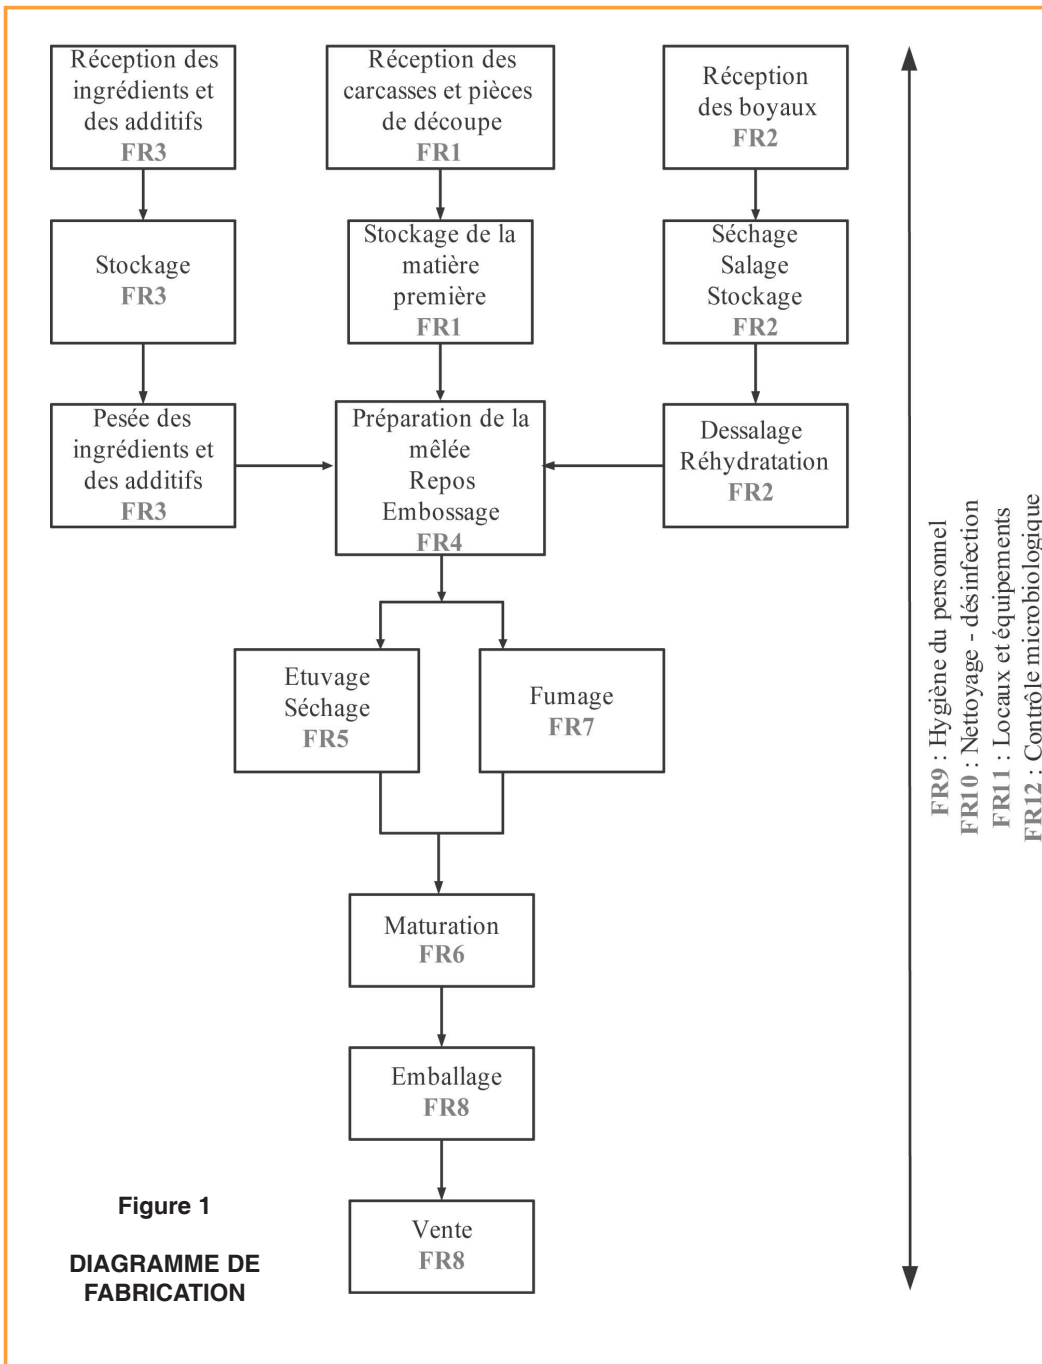 Réception des
ingrédients et
des additifs
FR3
Réception des
carcasses et pièces
de découpe
FR1
Réception
des boyaux
FR2
Stockage
FR3
Stockage de la
matière
première
FR1
Séchage
Salage
Stockage
FR2
Pesée des
ingrédients et
des additifs
FR3
Préparation de la
mêlée
Repos
Embossage
FR4
Dessalage
Réhydratation
FR2
Etuvage
Séchage
FR5
Fumage
FR7
Maturation
FR6
Emballage
FR8
Vente
FR8
FR9 : Hygiène du personnel
FR10 : Nettoyage - désinfection
FR11 : Locaux et équipements
FR12 : Contrôle microbiologique
Figure 1
DIAGRAMME DE
FABRICATION